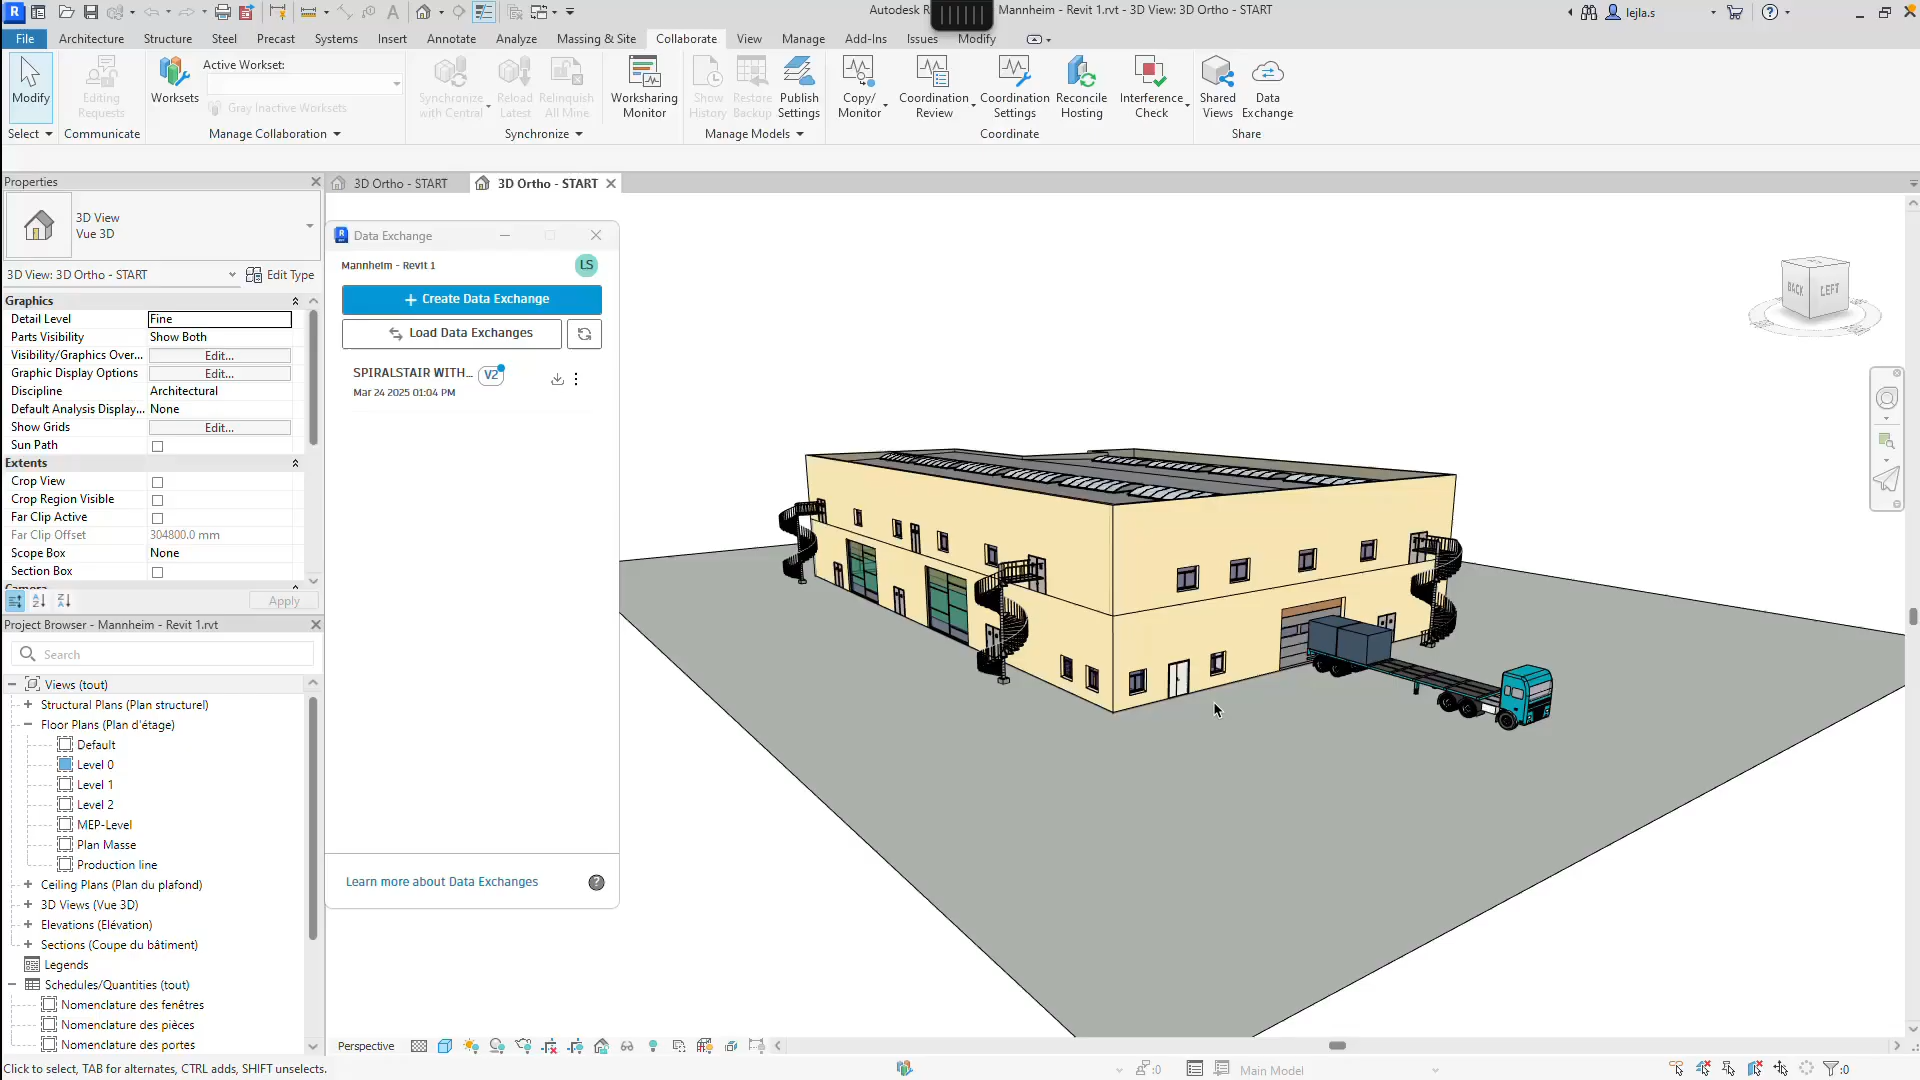 Autodesk R
Mannheim - Revit 1.rvt - 3D View: 3D Ortho - START
lejla.s
File
Architecture
Structure
Steel
Precast
Systems
Insert
Annotate
Analyze
Massing & Site
Collaborate
View
Manage
Add-Ins
Issues
Modify
Modify
Select
Editing
Requests
Communicate
Worksets
Active Workset:
Gray Inactive Worksets
Manage Collaboration
Synchronize
with Central
Reload
Latest
Relinquish
All Mine
Synchronize
Worksharing
Monitor
Show
History
Restore
Backup
Publish
Settings
Manage Models
Copy/
Monitor
Coordination
Review
Coordination
Settings
Reconcile
Hosting
Interference
Check
Coordinate
Shared
Views
Data
Exchange
Share
Properties
3D View
Vue 3D
3D View: 3D Ortho - START
Edit Type
Graphics
Detail Level
Fine
Parts Visibility
Show Both
Visibility/Graphics Over...
Edit...
Graphic Display Options
Edit...
Discipline
Architectural
Default Analysis Display...
None
Show Grids
Edit...
Sun Path
Extents
Crop View
Crop Region Visible
Far Clip Active
Far Clip Offset
304800.0 mm
Scope Box
None
Section Box
Camera
Apply
Project Browser - Mannheim - Revit 1.rvt
Search
Views (tout)
Structural Plans (Plan structurel)
Floor Plans (Plan d'étage)
Default
Level 0
Level 1
Level 2
MEP-Level
Plan Masse
Production line
Ceiling Plans (Plan du plafond)
3D Views (Vue 3D)
Elevations (Elévation)
Sections (Coupe du bâtiment)
Legends
Schedules/Quantities (tout)
Nomenclature des fenêtres
Nomenclature des pièces
Nomenclature des portes
3D Ortho - START
3D Ortho - START
Data Exchange
Mannheim - Revit 1
LS
Create Data Exchange
Load Data Exchanges
SPIRALSTAIR WITH...
V2
Mar 24 2025 01:04 PM
Learn more about Data Exchanges
BACK
LEFT
Perspective
Click to select, TAB for alternates, CTRL adds, SHIFT unselects.
:0
Main Model
:0